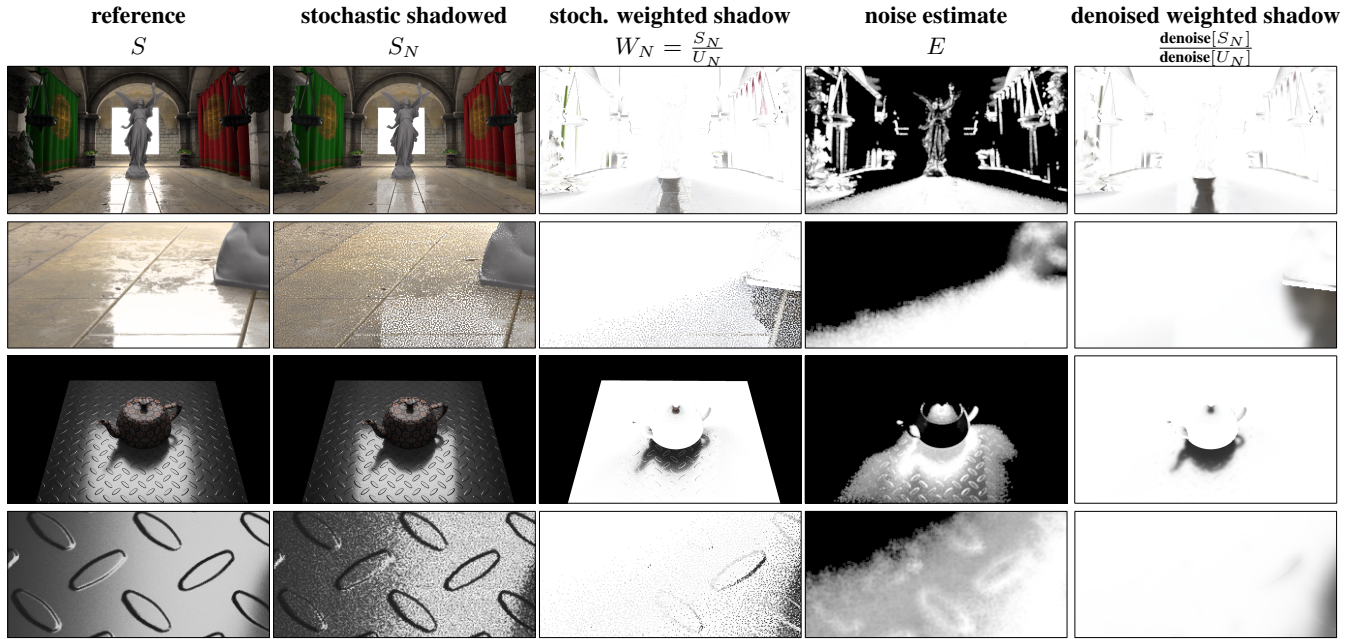 reference stochastic shadowed stoch. weighted shadow noise estimate denoised weighted shadow
S S_N W_N = S_N / U_N E denoise[S_N] / denoise[U_N]